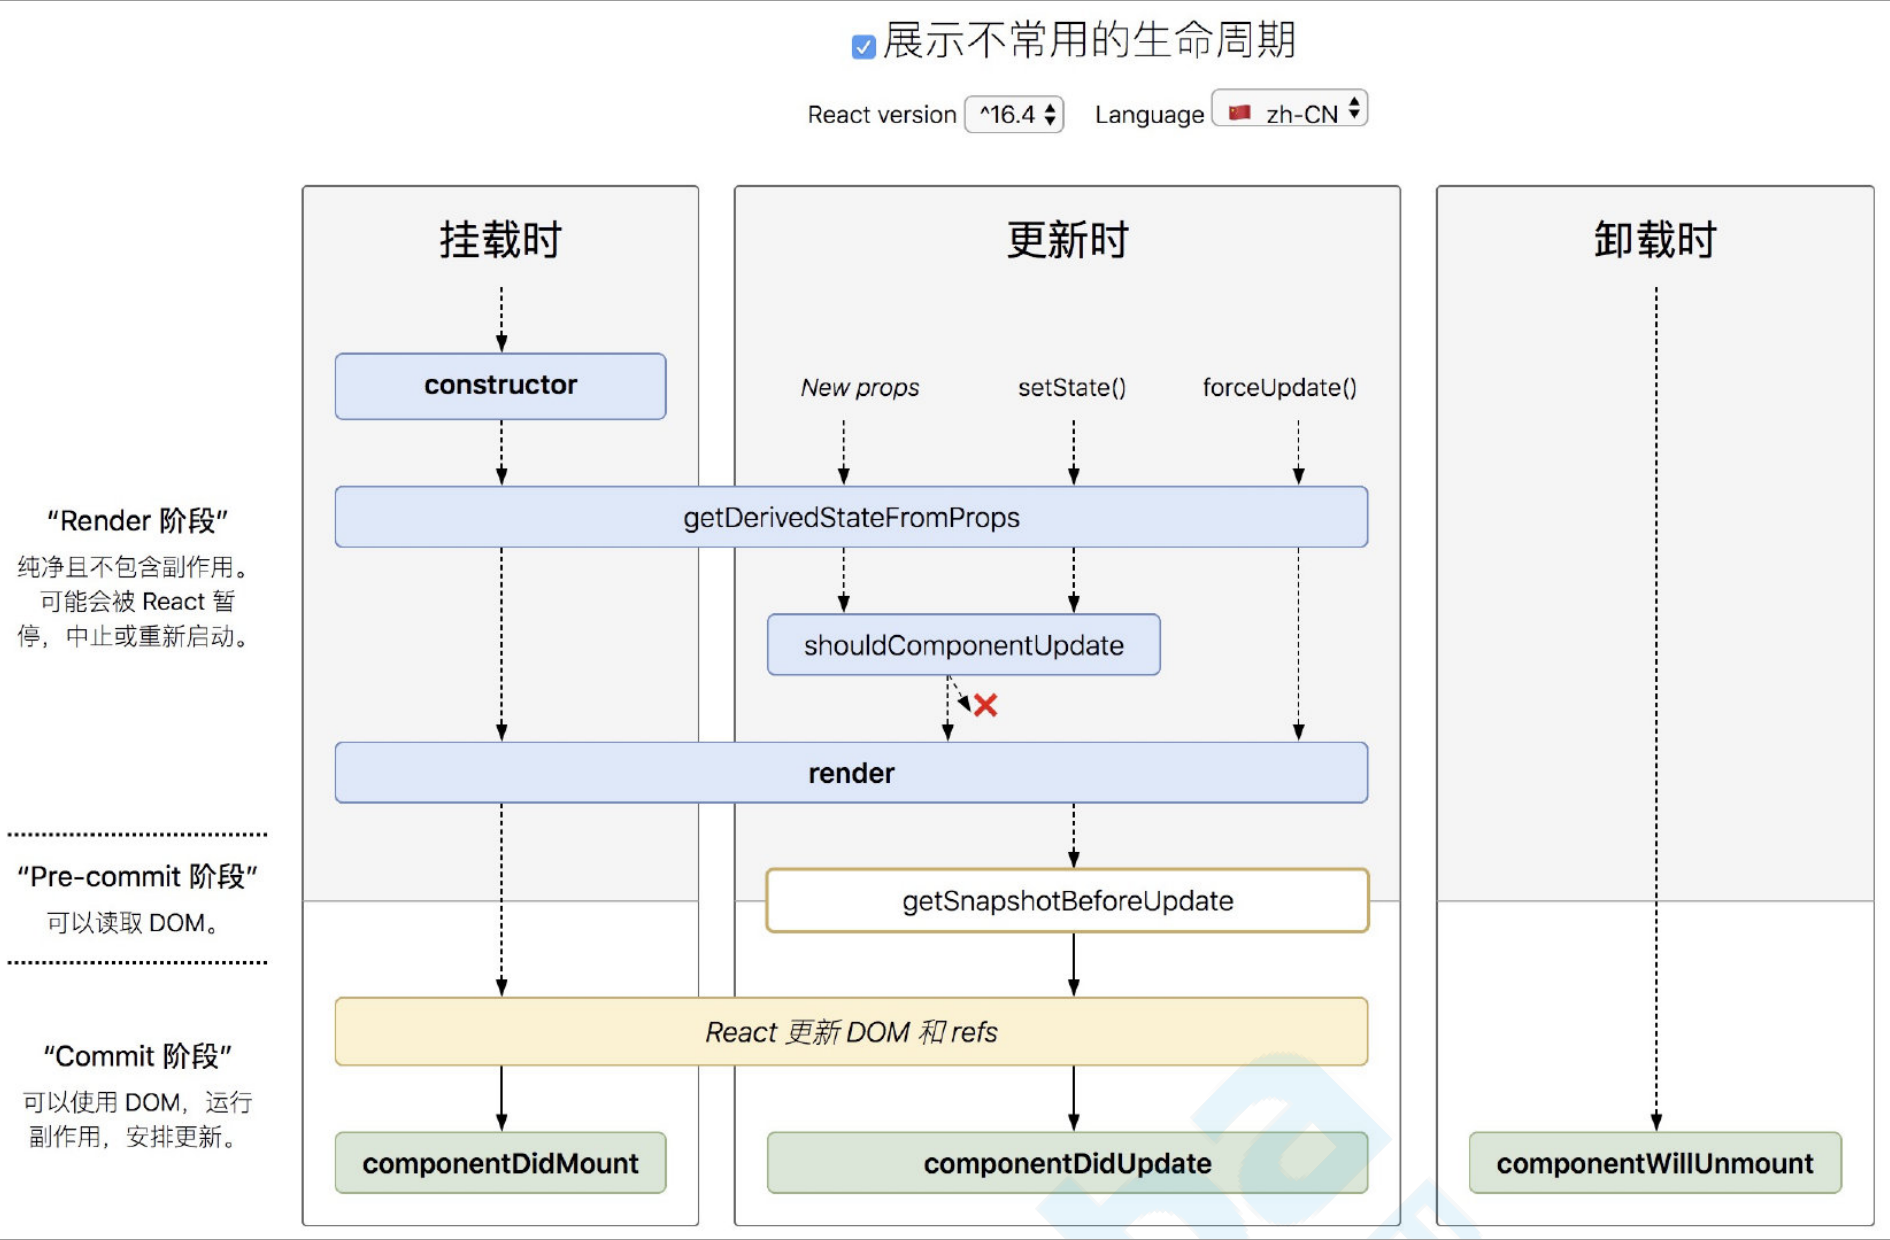 展示不常用的生命周期
React version ^16.4 Language zh-CN
挂载时
更新时
卸载时
constructor
New props
setState()
forceUpdate()
getDerivedStateFromProps
“Render 阶段”
纯净且不包含副作用。
可能会被 React 暂
停，中止或重新启动。
shouldComponentUpdate
render
“Pre-commit 阶段”
可以读取 DOM。
getSnapshotBeforeUpdate
React 更新 DOM 和 refs
“Commit 阶段”
可以使用 DOM，运行
副作用，安排更新。
componentDidMount
componentDidUpdate
componentWillUnmount